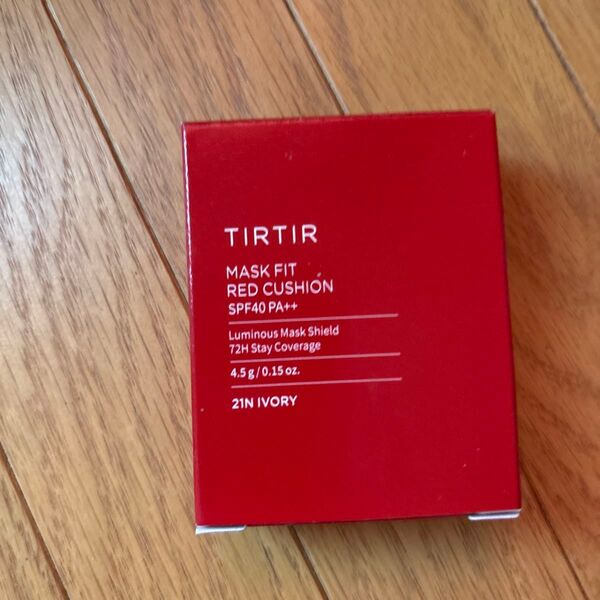 TIRTIR
MASK FIT
RED CUSHION
SPF40 PA++
Luminous Mask Shield
72H Stay Coverage
4.5 g / 0.15 oz.
21N IVORY